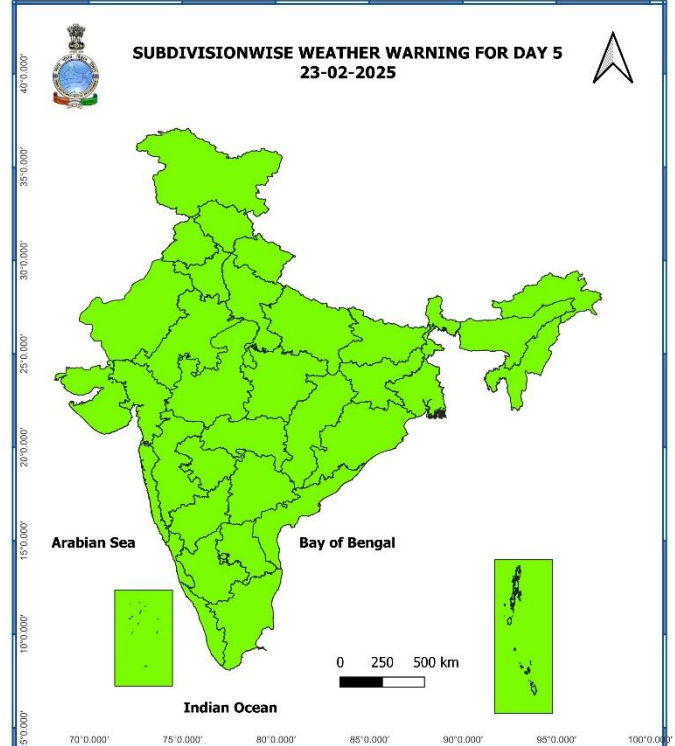 SUBDIVISIONWISE WEATHER WARNING FOR DAY 5
23-02-2025
40°0.000'
35°0.000'
30°0.000'
25°0.000'
20°0.000'
15°0.000'
10°0.000'
5°0.000'
Arabian Sea
Bay of Bengal
0 250 500 km
Indian Ocean
70°0.000' 75°0.000' 80°0.000' 85°0.000' 90°0.000' 95°0.000' 100°0.000'